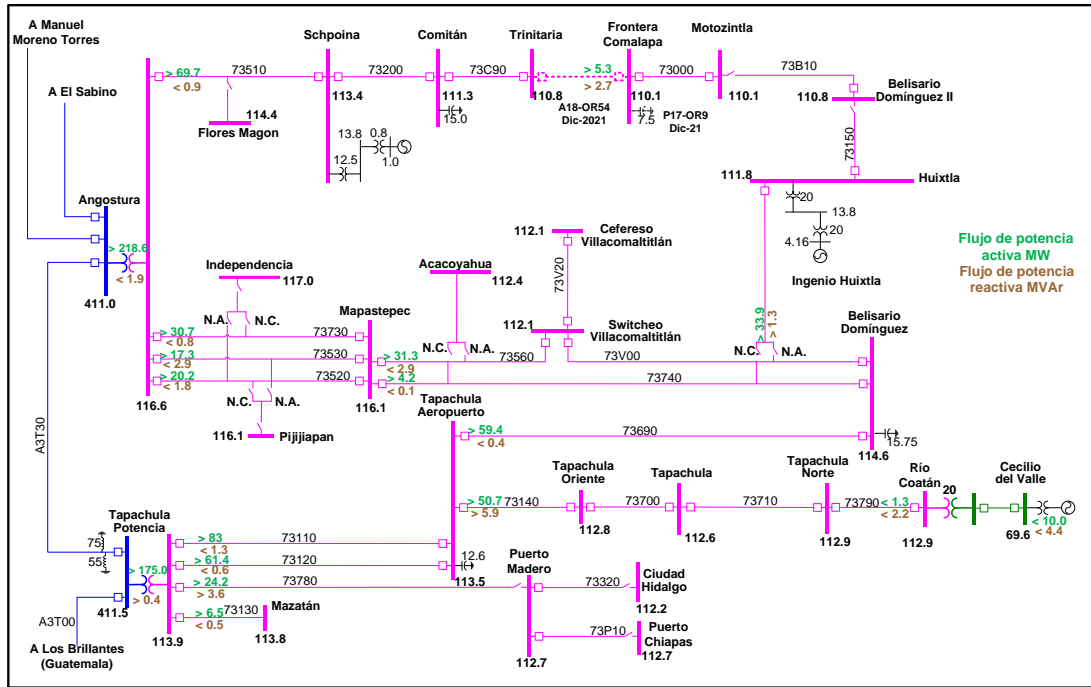 A Manuel
Moreno Torres
A El Sabino
Angostura
411.0
> 218.6
< 1.9
116.6
A3T30
> 69.7
< 0.9
73510
114.4
Flores Magon
Schpoina
113.4
12.5
13.8
0.8
1.0
73200
Comitán
111.3
15.0
73C90
Trinitaria
110.8
A18-OR54
Dic-2021
> 5.3
> 2.7
Frontera
Comalapa
110.1
7.5
P17-OR9
Dic-21
73000
Motozintla
110.1
73B10
Belisario
Domínguez II
110.8
73150
Huixtla
111.8
20
13.8
20
4.16
Ingenio Huixtla
Flujo de potencia
activa MW
Flujo de potencia
reactiva MVAr
Independencia
117.0
N.A.
N.C.
> 30.7
< 0.8
73730
> 17.3
< 2.9
73530
> 20.2
< 1.8
73520
N.C.
N.A.
116.1
Pijijiapan
Mapastepec
116.1
Acacoyahua
112.4
N.C.
N.A.
> 31.3
< 2.9
73560
> 4.2
< 0.1
73740
Cefereso
Villacomaltitlán
112.1
73V20
112.1
Switcheo
Villacomaltitlán
73V00
> 33.9
> 1.3
N.C.
N.A.
Belisario
Domínguez
114.6
15.75
Tapachula
Aeropuerto
> 59.4
< 0.4
73690
> 50.7
> 5.9
73140
12.6
113.5
Tapachula
Oriente
112.8
73700
Tapachula
112.6
73710
Tapachula
Norte
112.9
73790
< 1.3
< 2.2
Río
Coatán
112.9
20
Cecilio
del Valle
69.6
< 10.0
< 4.4
Tapachula
Potencia
75
55
411.5
> 175.0
> 0.4
113.9
A3T00
A Los Brillantes
(Guatemala)
> 83
< 1.3
73110
> 61.4
< 0.6
73120
> 24.2
> 3.6
73780
> 6.5
< 0.5
73130
Mazatán
113.8
Puerto
Madero
112.7
73320
Ciudad
Hidalgo
112.2
73P10
Puerto
Chiapas
112.7